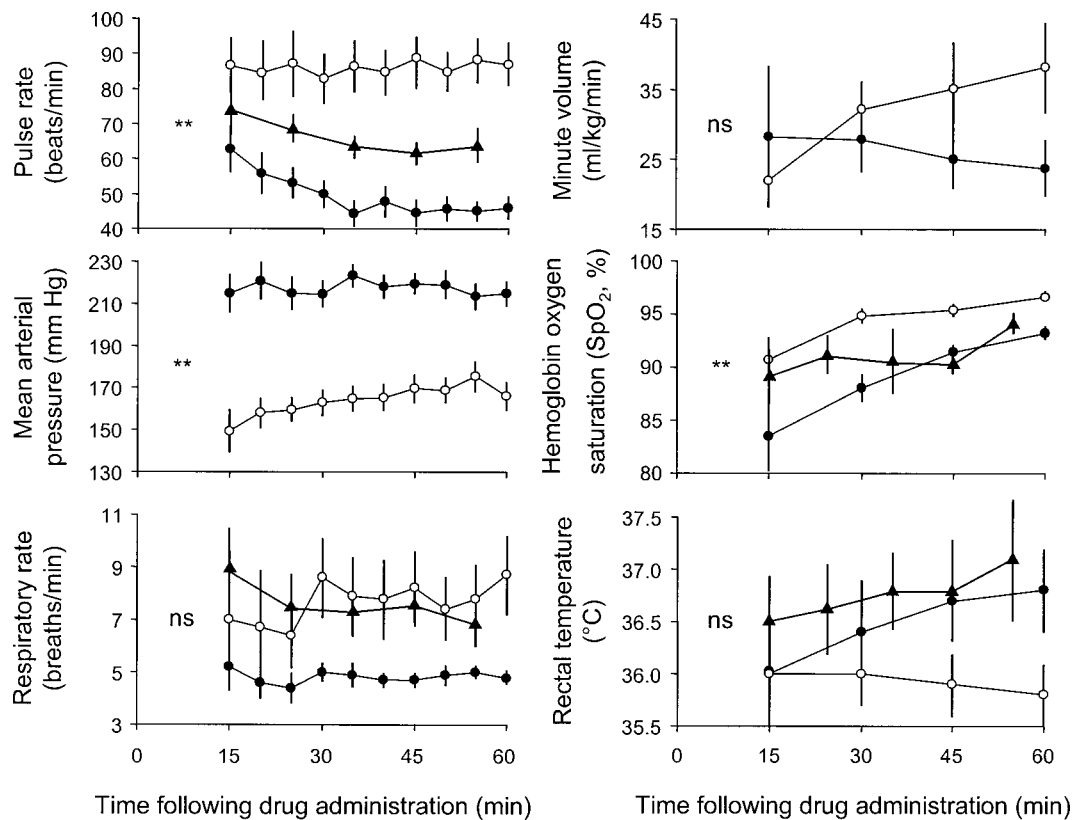 Pulse rate
(beats/min)
100
90
80
70
60
50
40
**
Minute volume
(ml/kg/min)
45
35
25
15
ns
Mean arterial
pressure (mm Hg)
230
210
190
170
150
130
**
Hemoglobin oxygen
saturation (SpO₂, %)
100
95
90
85
80
**
Respiratory rate
(breaths/min)
11
9
7
5
3
ns
0 15 30 45 60
Time following drug administration (min)
Rectal temperature
(°C)
37.5
37.0
36.5
36.0
35.5
ns
0 15 30 45 60
Time following drug administration (min)